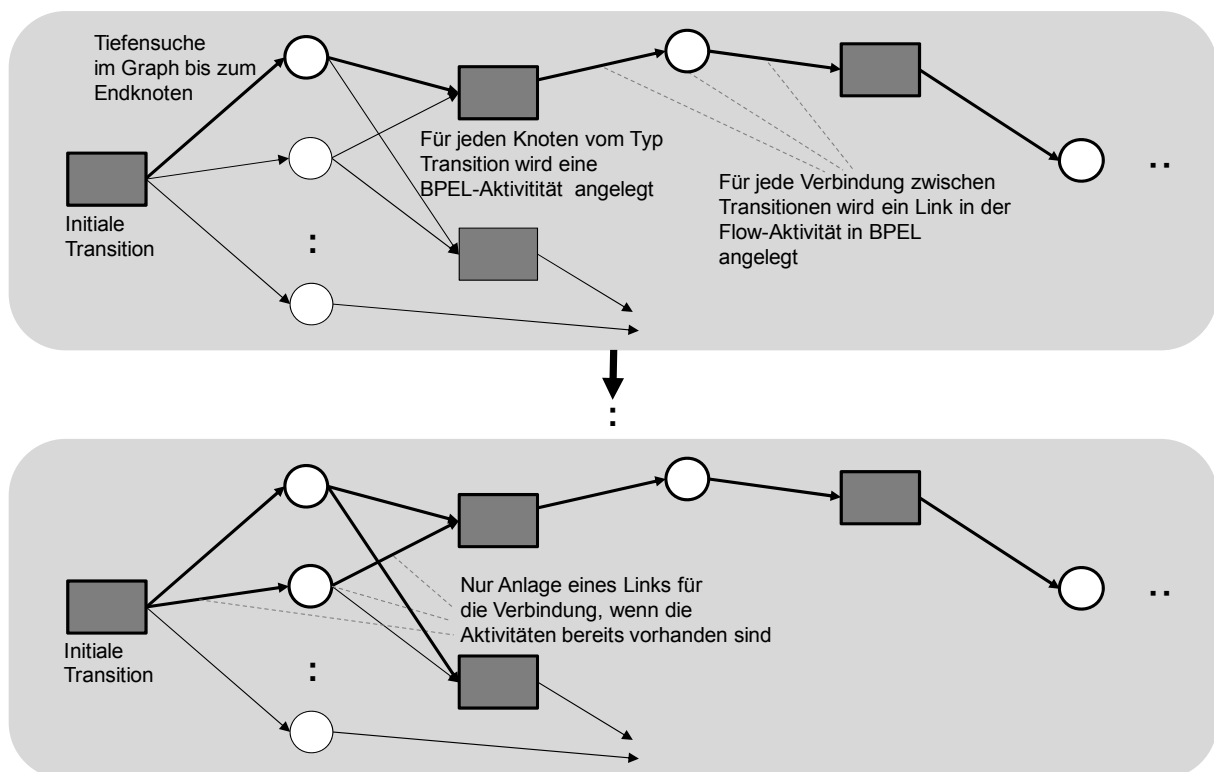 Tiefensuche
im Graph bis zum
Endknoten
Für jeden Knoten vom Typ
Transition wird eine
BPEL-Aktivitität angelegt
Für jede Verbindung zwischen
Transitionen wird ein Link in der
Flow-Aktivität in BPEL
angelegt
Initiale
Transition
:
..
:
Nur Anlage eines Links für
die Verbindung, wenn die
Aktivitäten bereits vorhanden sind
Initiale
Transition
:
..